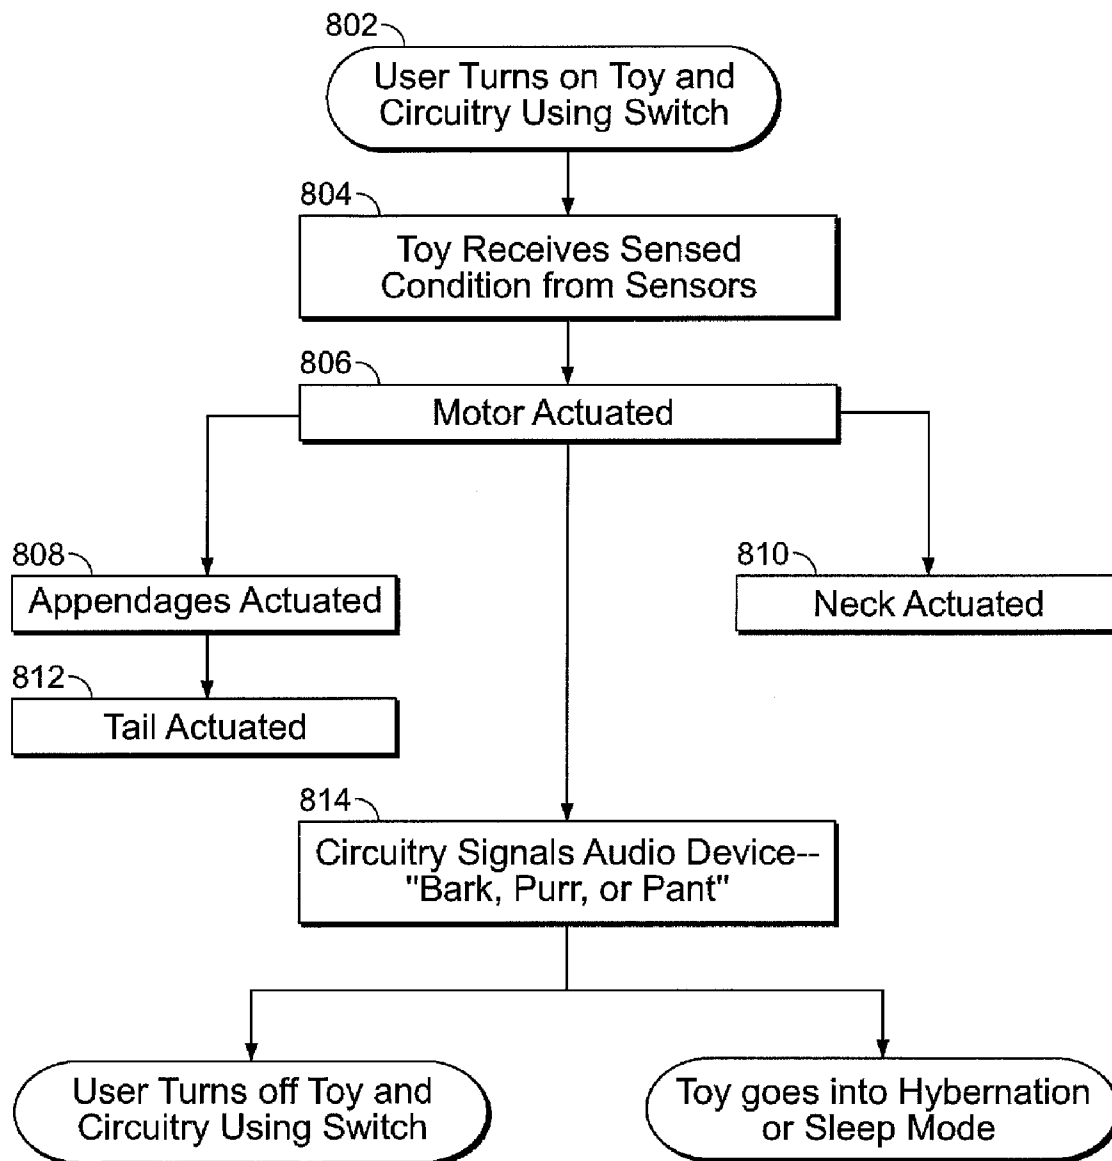 802
User Turns on Toy and
Circuitry Using Switch
804
Toy Receives Sensed
Condition from Sensors
806
Motor Actuated
808
Appendages Actuated
810
Neck Actuated
812
Tail Actuated
814
Circuitry Signals Audio Device--
"Bark, Purr, or Pant"
User Turns off Toy and
Circuitry Using Switch
Toy goes into Hybernation
or Sleep Mode